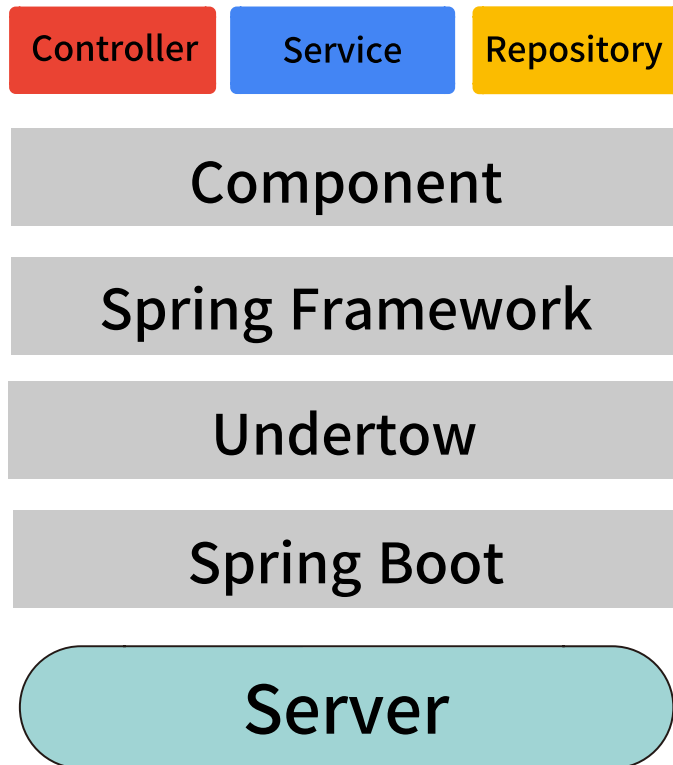 Controller Service Repository
Component
Spring Framework
Undertow
Spring Boot
Server